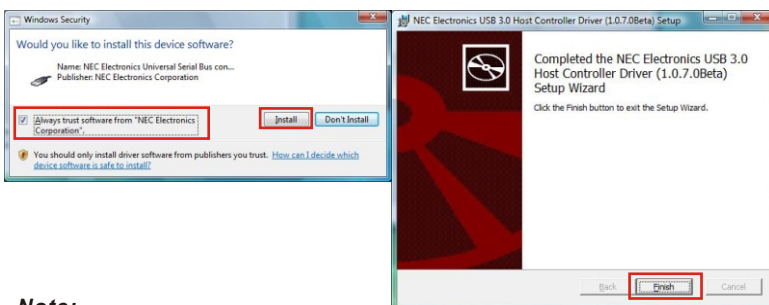 Windows Security
Would you like to install this device software?
Name: NEC Electronics Universal Serial Bus con...
Publisher: NEC Electronics Corporation
Always trust software from "NEC Electronics
Corporation".
Install
Don't Install
You should only install driver software from publishers you trust. How can I decide which
device software is safe to install?
NEC Electronics USB 3.0 Host Controller Driver (1.0.7.0Beta) Setup
Completed the NEC Electronics USB 3.0
Host Controller Driver (1.0.7.0Beta)
Setup Wizard
Click the Finish button to exit the Setup Wizard.
Back
Finish
Cancel
Note: